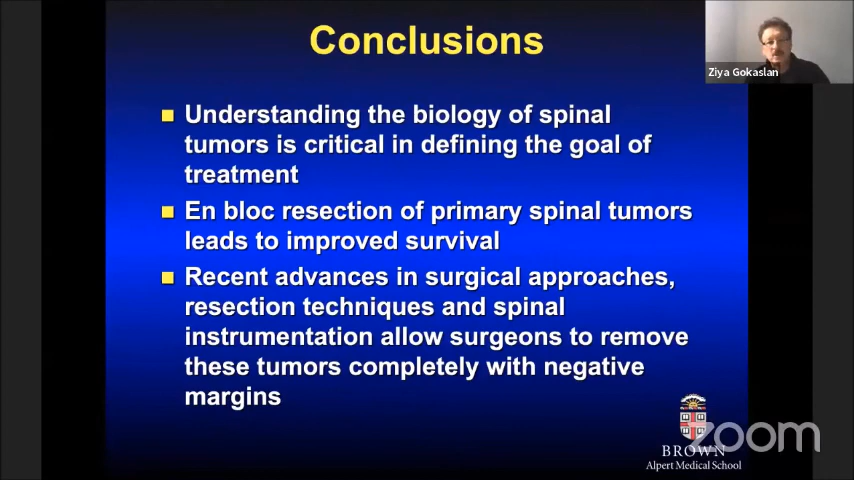 Conclusions
Ziya Gokaslan
Understanding the biology of spinal
tumors is critical in defining the goal of
treatment
En bloc resection of primary spinal tumors
leads to improved survival
Recent advances in surgical approaches,
resection techniques and spinal
instrumentation allow surgeons to remove
these tumors completely with negative
margins
zoom
BROWN
Alpert Medical School